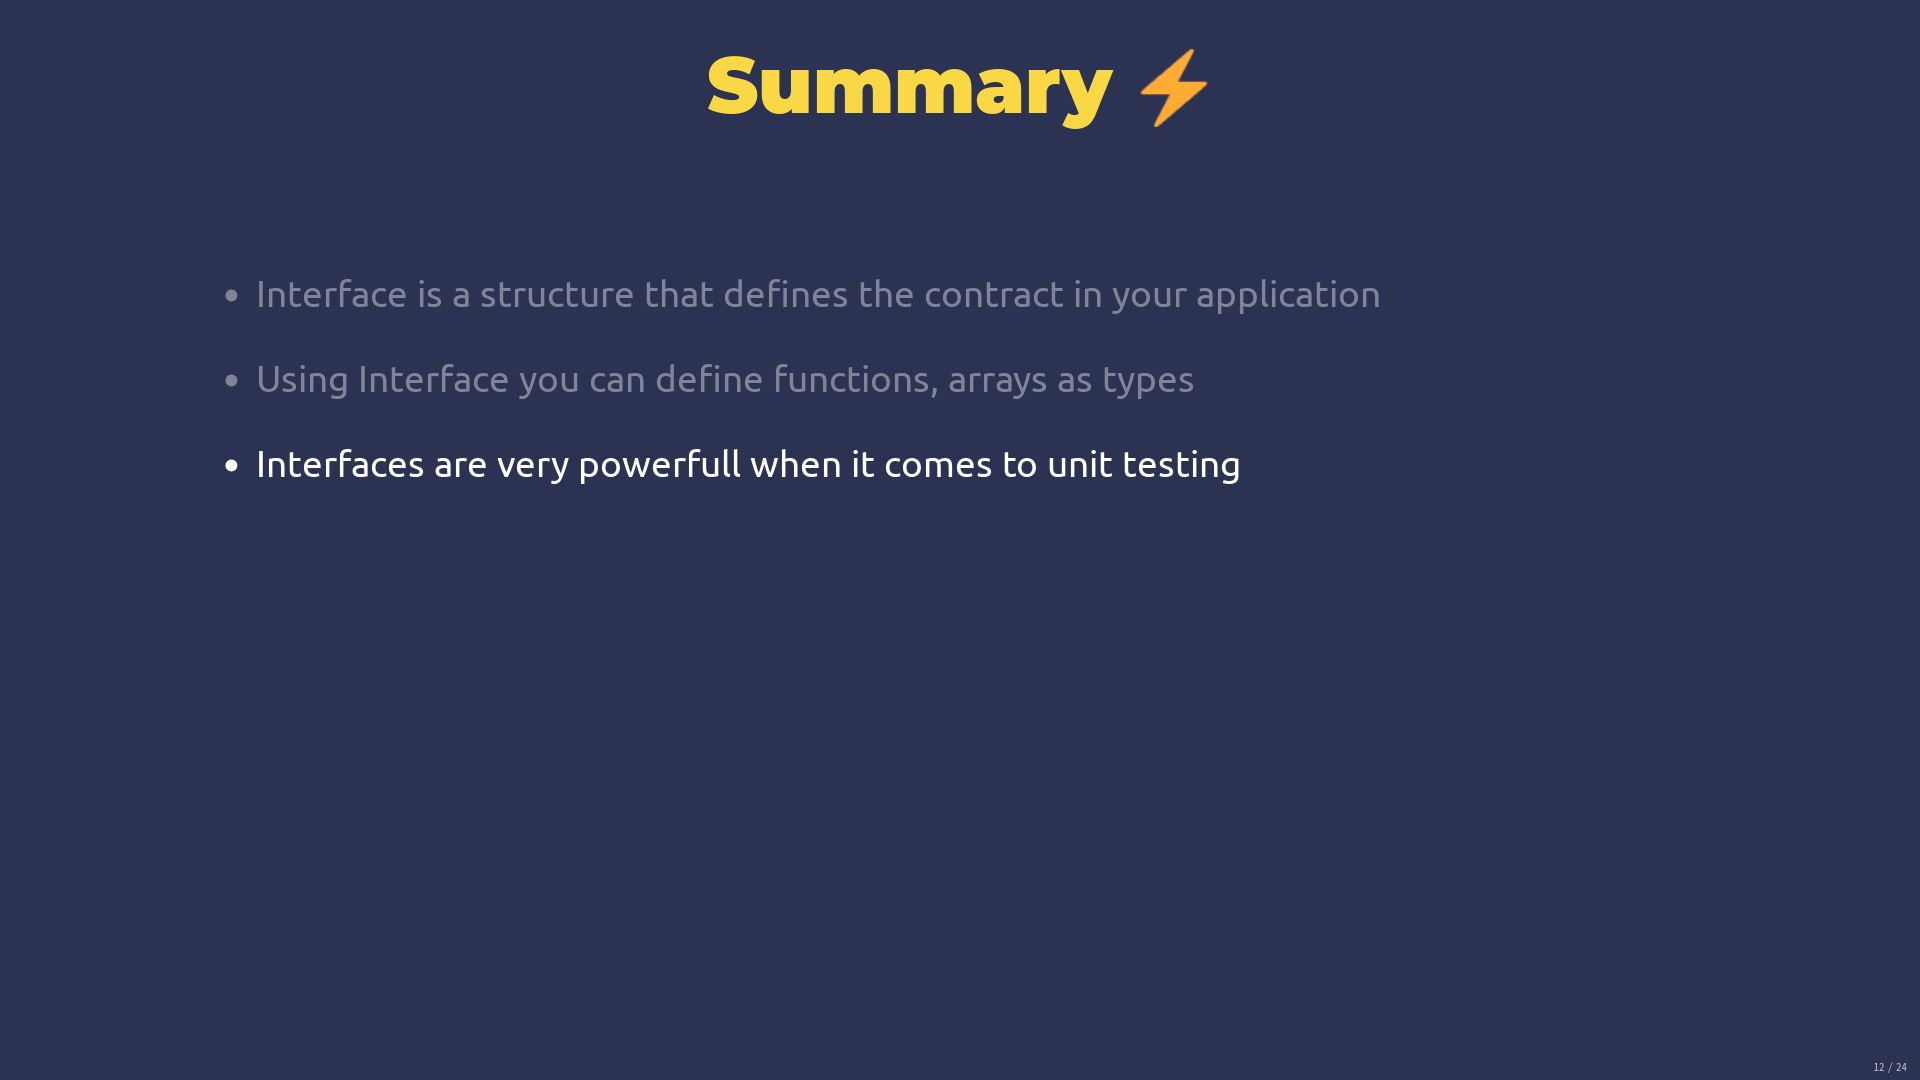 Summary ⚡
• Interface is a structure that defines the contract in your application
• Using Interface you can define functions, arrays as types
• Interfaces are very powerfull when it comes to unit testing
12 / 24